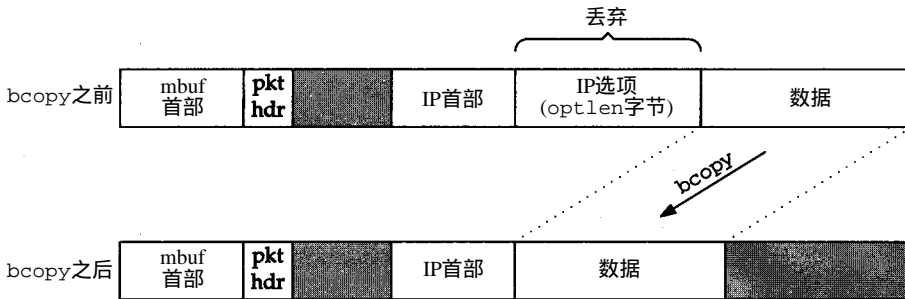 丢弃
bcopy之前
mbuf
首部
pkt
hdr
IP首部
IP选项
(optlen字节)
数据
bcopy
bcopy之后
mbuf
首部
pkt
hdr
IP首部
数据